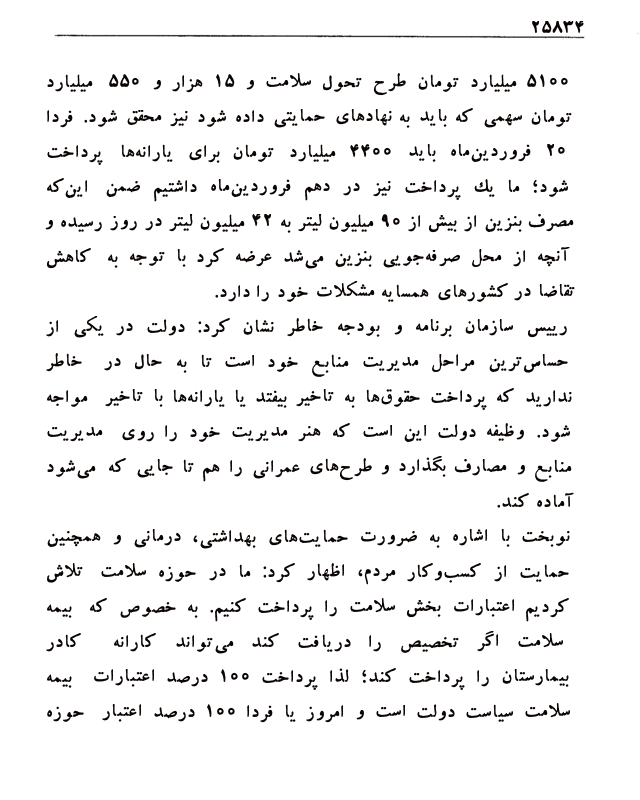 ۲۵۸۳۴
۵۱۰۰ میلیارد تومان طرح تحول سلامت و ۱۵ هزار و ۵۵۰ میلیارد
تومان سهمی که باید به نهادهای حمایتی داده شود نیز محقق شود. فردا
۲۰ فروردین‌ماه باید ۴۴۰۰ میلیارد تومان برای یارانه‌ها پرداخت
شود؛ ما یك پرداخت نیز در دهم فروردین‌ماه داشتیم ضمن این‌که
مصرف بنزین از بیش از ۹۰ میلیون لیتر به ۴۲ میلیون لیتر در روز رسیده و
آنچه از محل صرفه‌جویی بنزین می‌شد عرضه کرد با توجه به کاهش
تقاضا در کشورهای همسایه مشکلات خود را دارد.
رییس سازمان برنامه و بودجه خاطر نشان کرد: دولت در یکی از
حساس‌ترین مراحل مدیریت منابع خود است تا به حال در خاطر
ندارید که پرداخت حقوق‌ها به تاخیر بیفتد یا یارانه‌ها با تاخیر مواجه
شود. وظیفه دولت این است که هنر مدیریت خود را روی مدیریت
منابع و مصارف بگذارد و طرح‌های عمرانی را هم تا جایی که می‌شود
آماده کند.
نوبخت با اشاره به ضرورت حمایت‌های بهداشتی، درمانی و همچنین
حمایت از کسب‌وکار مردم، اظهار کرد: ما در حوزه سلامت تلاش
کردیم اعتبارات بخش سلامت را پرداخت کنیم. به خصوص که بیمه
سلامت اگر تخصیص را دریافت کند می‌تواند کارانه کادر
بیمارستان را پرداخت کند؛ لذا پرداخت ۱۰۰ درصد اعتبارات بیمه
سلامت سیاست دولت است و امروز یا فردا ۱۰۰ درصد اعتبار حوزه